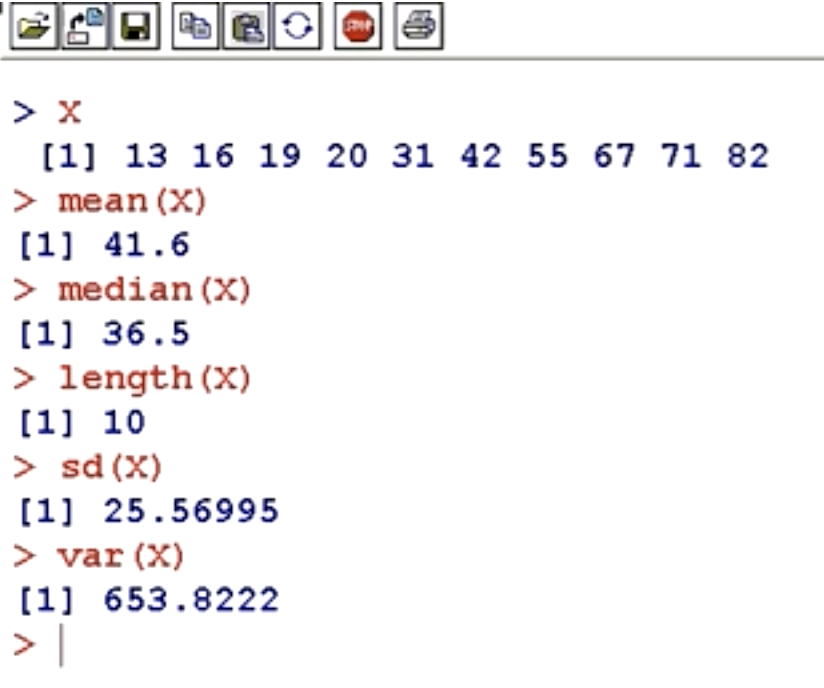 STOP
> X
[1] 13 16 19 20 31 42 55 67 71 82
> mean(X)
[1] 41.6
> median(X)
[1] 36.5
> length(X)
[1] 10
> sd(X)
[1] 25.56995
> var(X)
[1] 653.8222
>